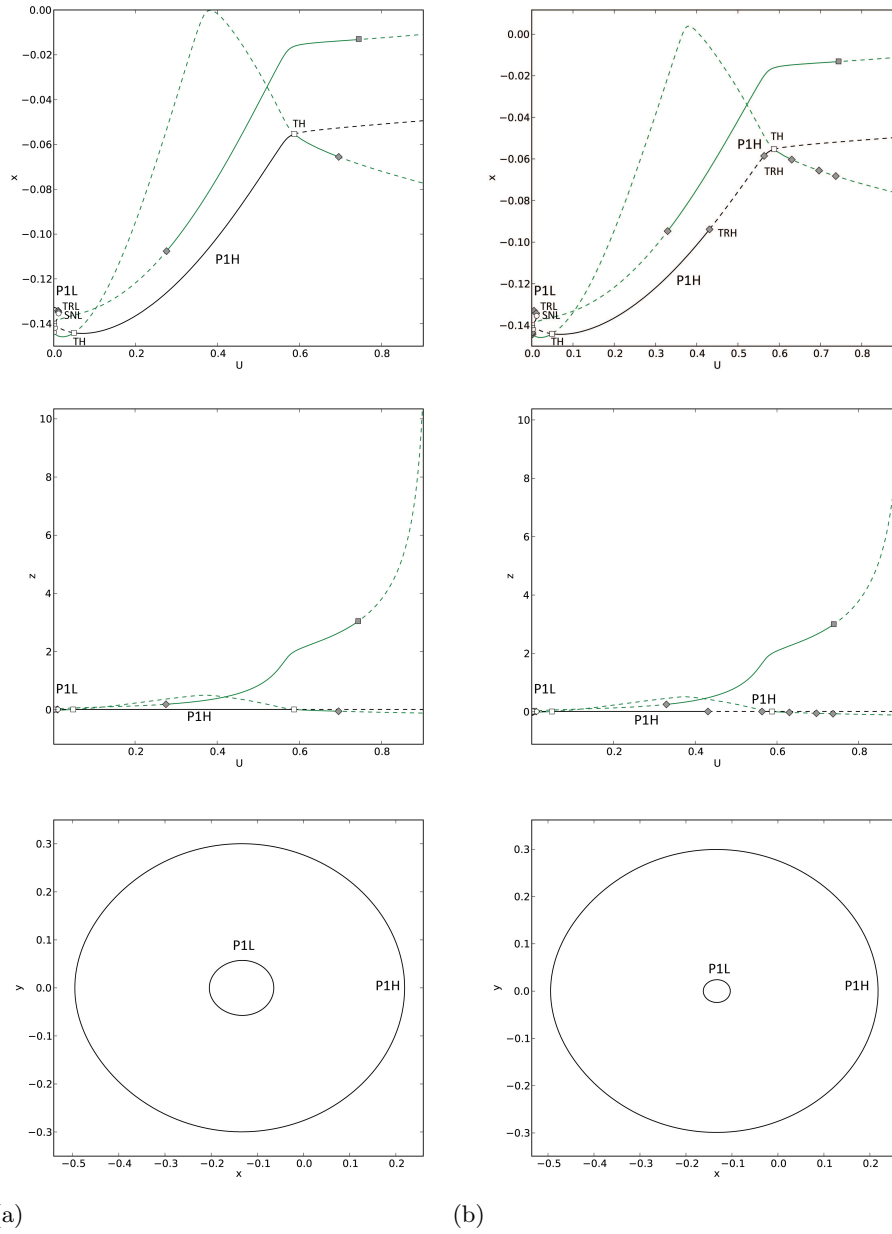 0.00
−0.02
−0.04
−0.06
−0.08
−0.10
−0.12
−0.14
x
TH
P1H
P1L
TRL
SNL
TH
0.0 0.2 0.4 0.6 0.8
U
0.00
−0.02
−0.04
−0.06
−0.08
−0.10
−0.12
−0.14
x
TH
P1H
TRH
TRH
P1H
P1L
TRL
SNL
TH
0.0 0.1 0.2 0.3 0.4 0.5 0.6 0.7 0.8
U
10
8
6
4
2
0
z
P1L
P1H
0.2 0.4 0.6 0.8
U
10
8
6
4
2
0
z
P1L
P1H
P1H
0.2 0.4 0.6 0.8
U
0.3
0.2
0.1
0.0
−0.1
−0.2
−0.3
y
P1L
P1H
−0.5 −0.4 −0.3 −0.2 −0.1 0.0 0.1 0.2
x
0.3
0.2
0.1
0.0
−0.1
−0.2
−0.3
y
P1L
P1H
−0.5 −0.4 −0.3 −0.2 −0.1 0.0 0.1 0.2
x
a)
(b)